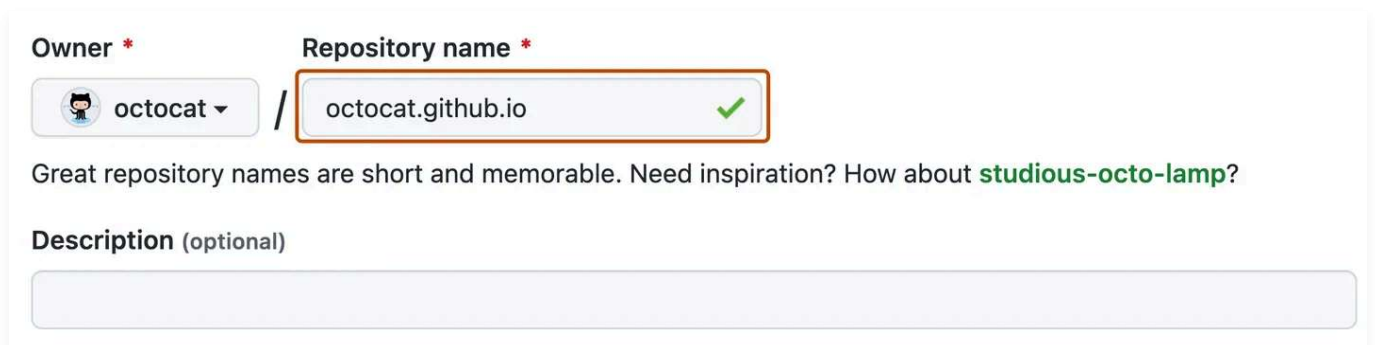 Owner * Repository name *
octocat / octocat.github.io
Great repository names are short and memorable. Need inspiration? How about studious-octo-lamp?
Description (optional)